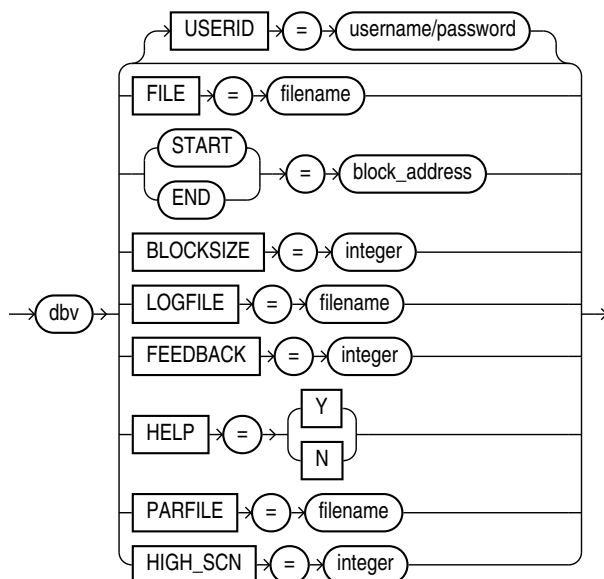 USERID = username/password
FILE = filename
START
END
= block_address
BLOCKSIZE = integer
dbv
LOGFILE = filename
FEEDBACK = integer
HELP =
Y
N
PARFILE = filename
HIGH_SCN = integer